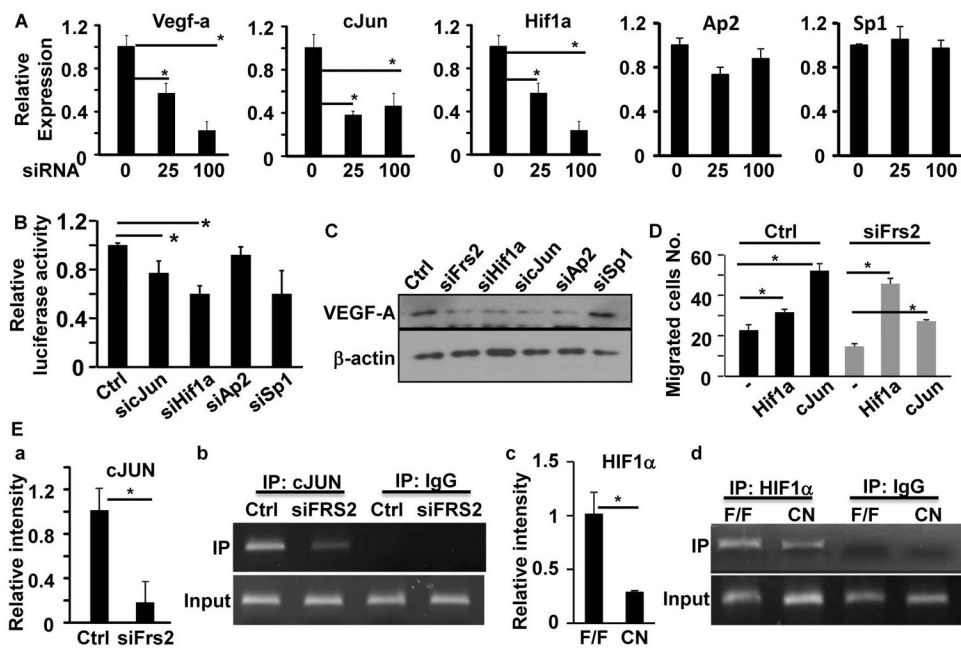 A
Vegf-a
cJun
Hif1a
Ap2
Sp1
Relative
Expression
1.2
0.8
0.4
0
1.2
0.8
0.4
0
1.2
0.8
0.4
0
1.2
0.8
0.4
0
1.2
0.8
0.4
0
* * * * * *
siRNA 0 25 100 0 25 100 0 25 100 0 25 100 0 25 100
B
Relative
luciferase activity
1.2
0.8
0.4
0
*
*
Ctrl sicJun siHif1a siAp2 siSp1
C
Ctrl siFrs2 siHif1a sicJun siAp2 siSp1
VEGF-A
β-actin
D
Ctrl siFrs2
Migrated cells No.
60
40
20
0
* * * *
- Hif1a cJun - Hif1a cJun
E
a
cJUN
Relative intensity
1.2
0.8
0.4
0
*
Ctrl siFrs2
b
IP: cJUN IP: IgG
Ctrl siFRS2 Ctrl siFRS2
IP
Input
c
HIF1α
Relative intensity
1.5
1
0.5
0
*
F/F CN
d
IP: HIF1α IP: IgG
F/F CN F/F CN
IP
Input